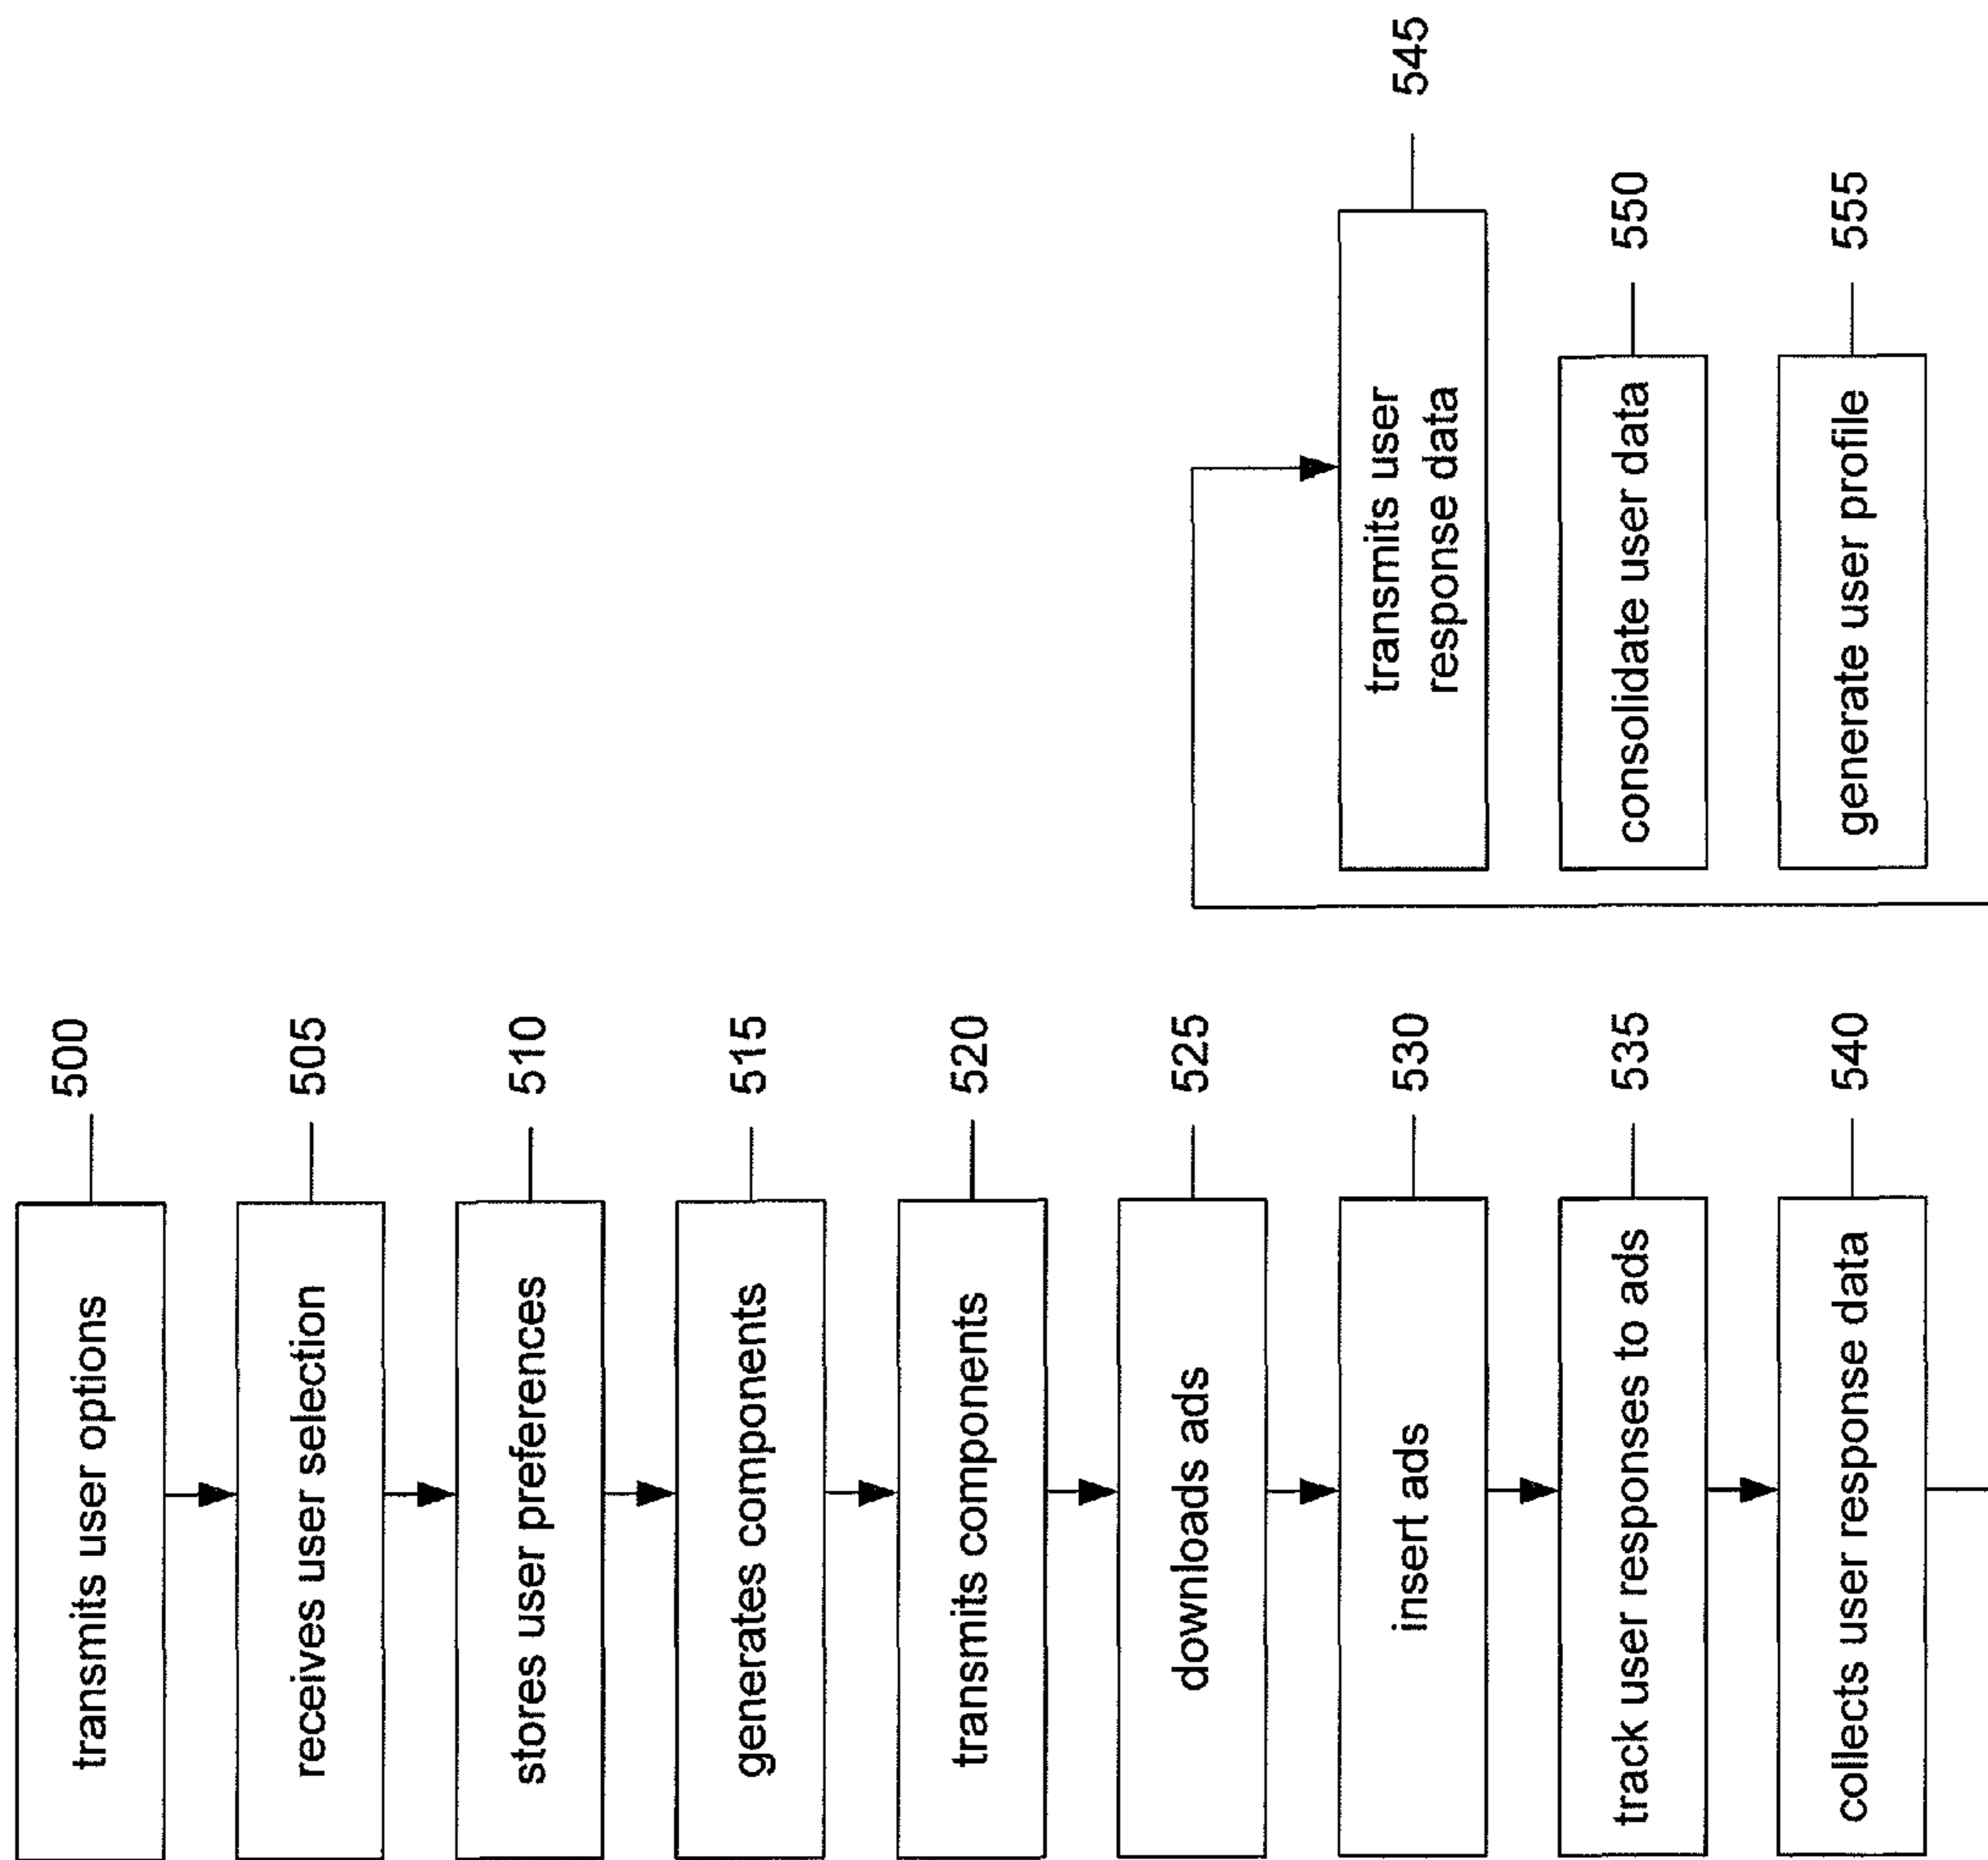 transmits user options
500
receives user selection
505
stores user preferences
510
generates components
515
transmits components
520
downloads ads
525
insert ads
530
track user responses to ads
535
collects user response data
540
transmits user
response data
545
consolidate user data
550
generate user profile
555